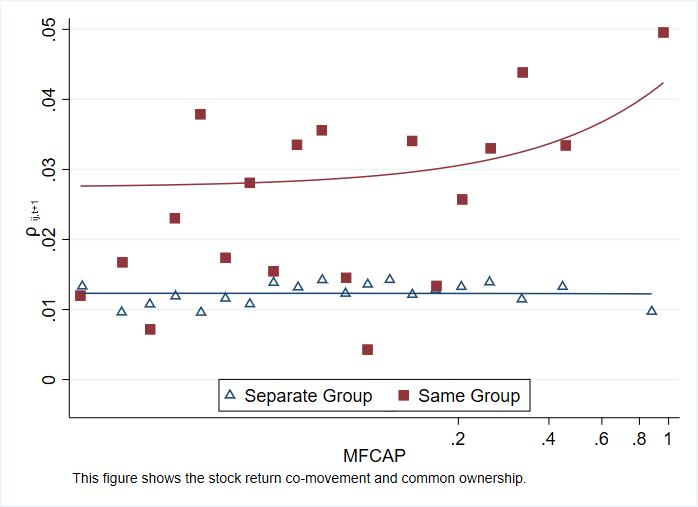 .05
.04
.03
.02
.01
0
ρ ij,t+1
Separate Group
Same Group
.2 .4 .6 .8 1
MFCAP
This figure shows the stock return co-movement and common ownership.